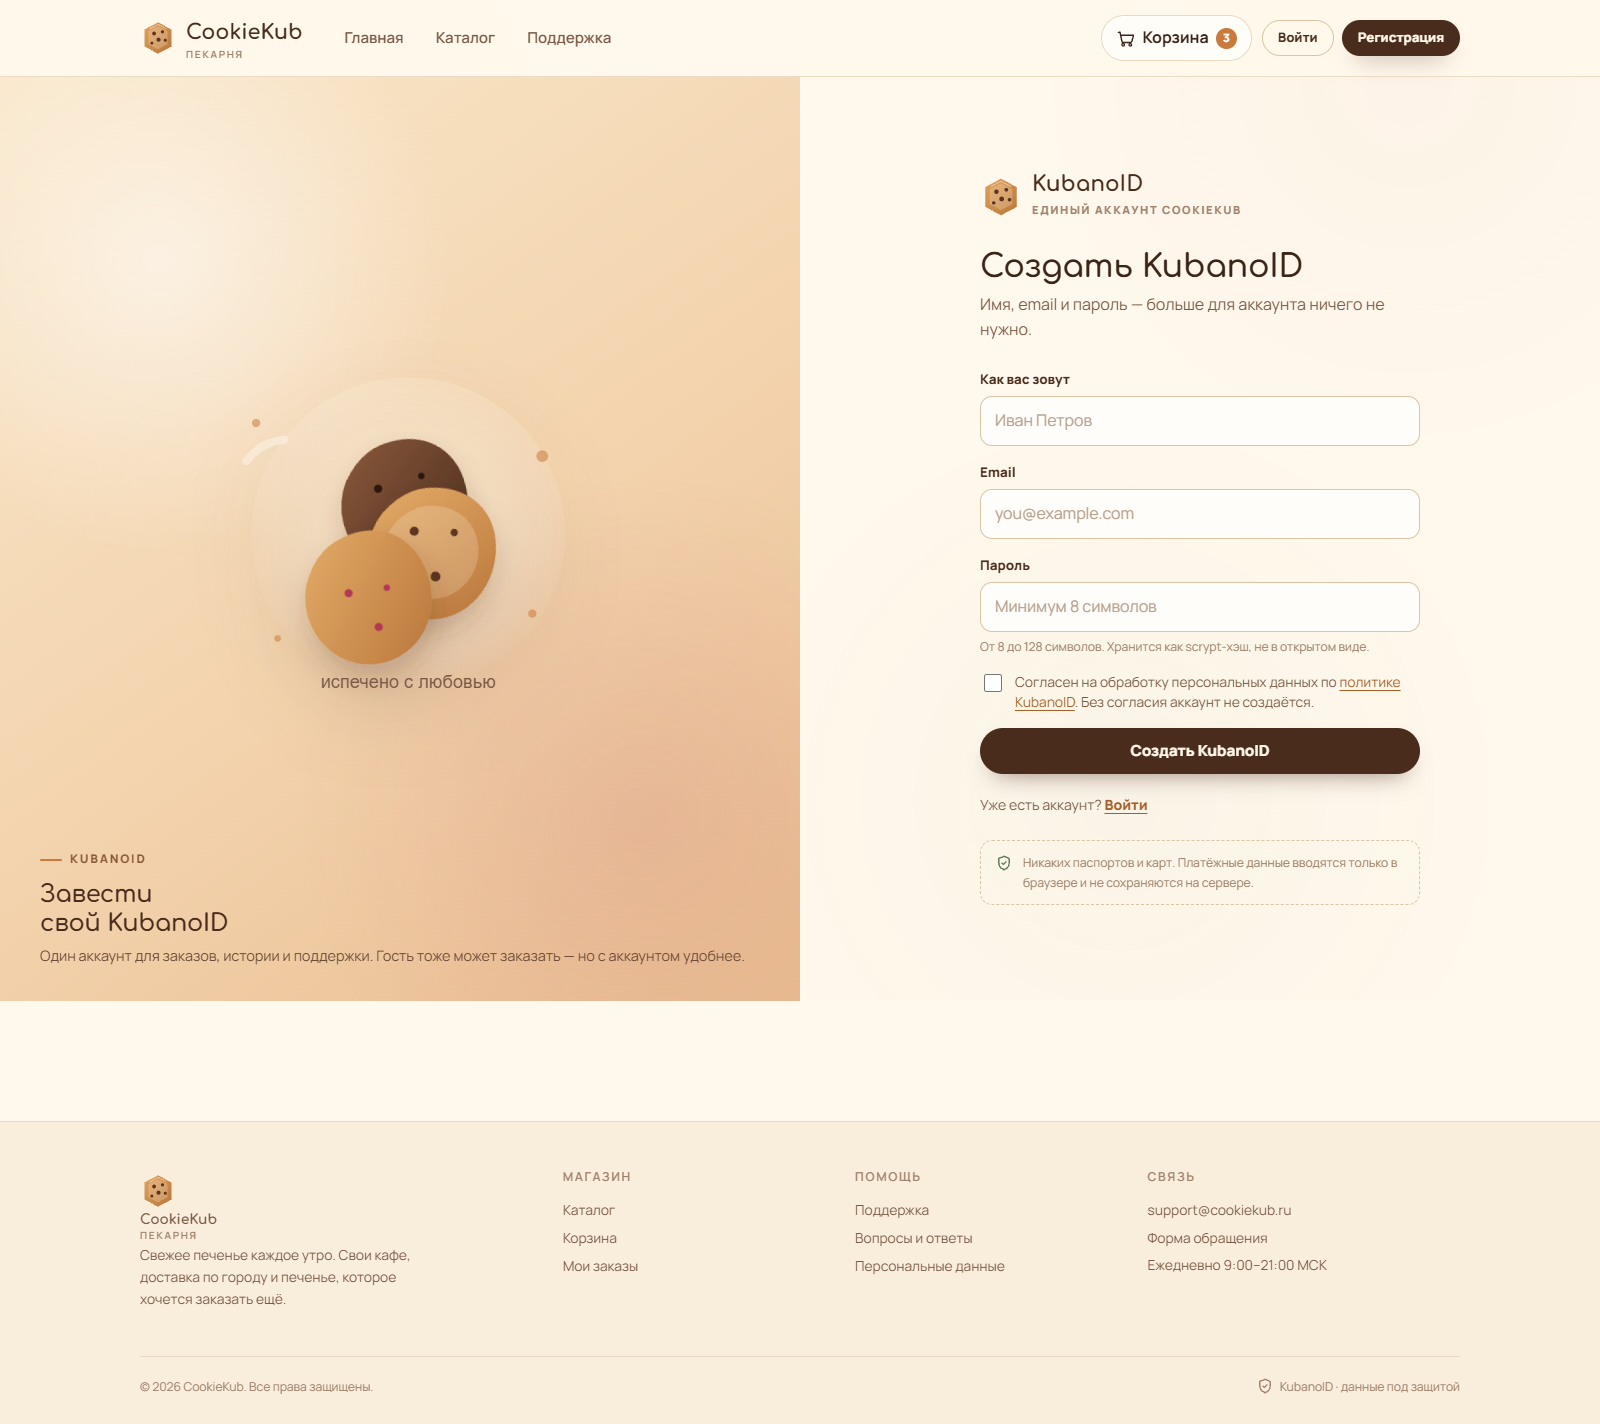 CookieKub
ПЕКАРНЯ
Главная
Каталог
Поддержка
Корзина 3
Войти
Регистрация
испечено с любовью
KUBANOID
Завести
свой KubanoID
Один аккаунт для заказов, истории и поддержки. Гость тоже может заказать — но с аккаунтом удобнее.
KubanoID
ЕДИНЫЙ АККАУНТ COOKIEKUB
Создать KubanoID
Имя, email и пароль — больше для аккаунта ничего не
нужно.
Как вас зовут
Иван Петров
Email
you@example.com
Пароль
Минимум 8 символов
От 8 до 128 символов. Хранится как scrypt-хэш, не в открытом виде.
Согласен на обработку персональных данных по политике
KubanoID. Без согласия аккаунт не создаётся.
Создать KubanoID
Уже есть аккаунт? Войти
Никаких паспортов и карт. Платёжные данные вводятся только в
браузере и не сохраняются на сервере.
CookieKub
ПЕКАРНЯ
Свежее печенье каждое утро. Свои кафе,
доставка по городу и печенье, которое
хочется заказать ещё.
МАГАЗИН
Каталог
Корзина
Мои заказы
ПОМОЩЬ
Поддержка
Вопросы и ответы
Персональные данные
СВЯЗЬ
support@cookiekub.ru
Форма обращения
Ежедневно 9:00–21:00 МСК
© 2026 CookieKub. Все права защищены.
KubanoID · данные под защитой